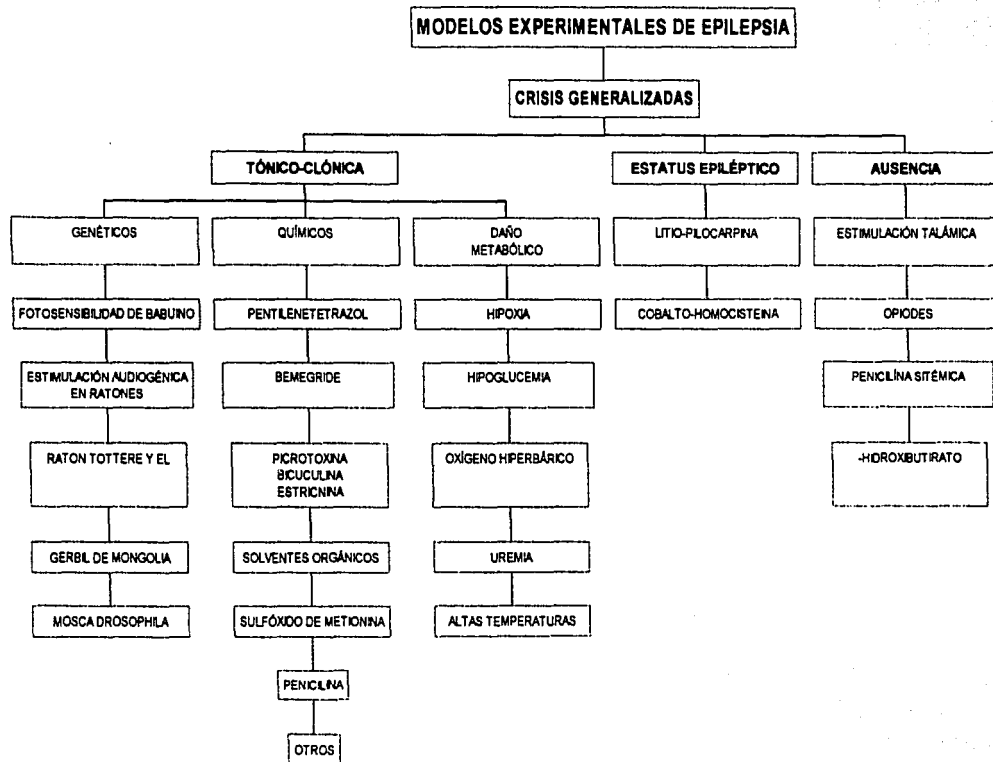 MODELOS EXPERIMENTALES DE EPILEPSIA
CRISIS GENERALIZADAS
TÓNICO-CLÓNICA
ESTATUS EPILÉPTICO
AUSENCIA
GENÉTICOS
QUÍMICOS
DAÑO
METABÓLICO
LITIO-PILOCARPINA
ESTIMULACIÓN TALÁMICA
FOTOSENSIBILIDAD DE BABUINO
PENTILENETETRAZOL
HIPOXIA
COBALTO-HOMOCISTEINA
OPIODES
ESTIMULACIÓN AUDIOGÉNICA
EN RATONES
BEMEGRIDE
HIPOGLUCEMIA
PENICILÍNA SITÉMICA
RATON TOTTERE Y EL
PICROTOXINA
BICUCULINA
ESTRICNINA
OXÍGENO HIPERBÁRICO
-HIDROXIBUTIRATO
GERBIL DE MONGOLIA
SOLVENTES ORGÁNICOS
UREMIA
MOSCA DROSOPHILA
SULFÓXIDO DE METIONINA
ALTAS TEMPERATURAS
PENICILINA
OTROS